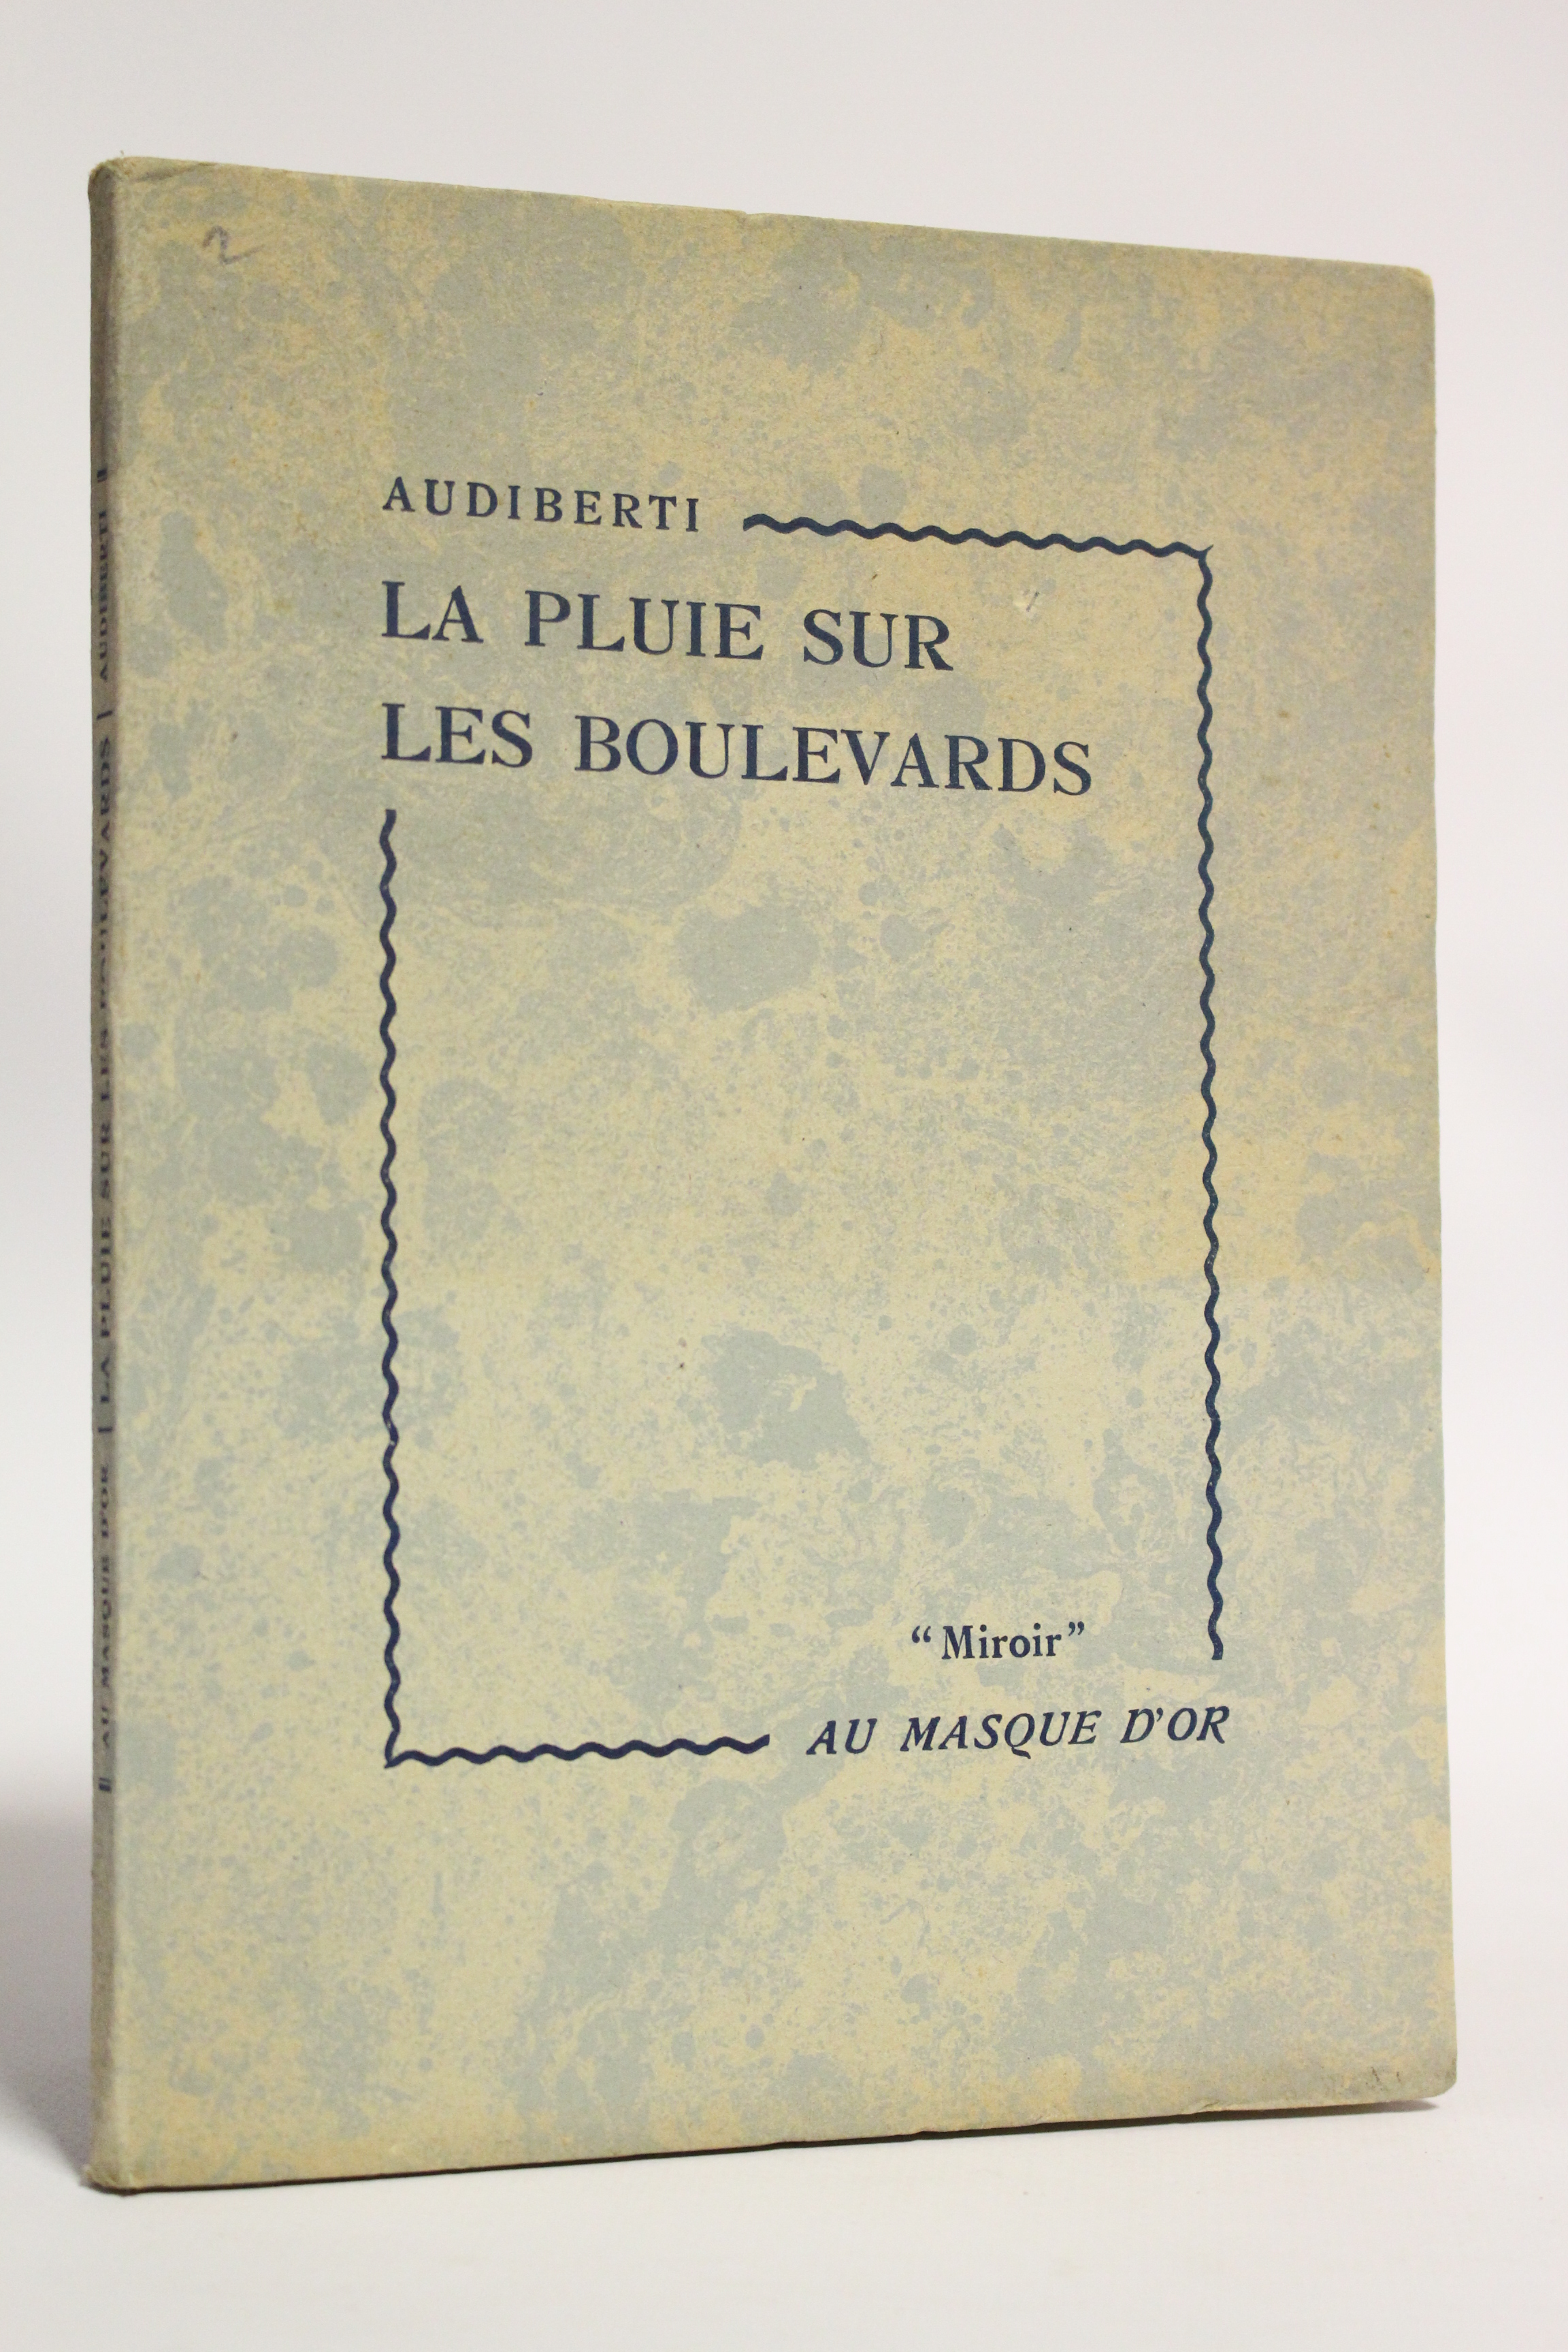 2
AUDIBERTI
LA PLUIE SUR
LES BOULEVARDS
“Miroir”
AU MASQUE D'OR
AU MASQUE D'OR | LA PLUIE SUR LES BOULEVARDS | AUDIBERTI